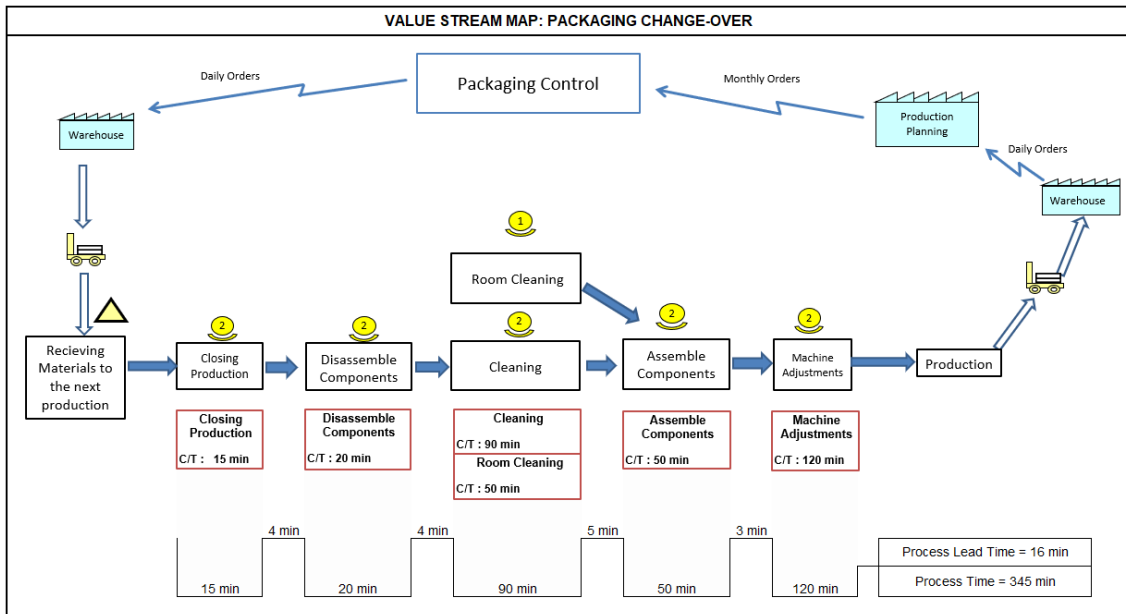 VALUE STREAM MAP: PACKAGING CHANGE-OVER
Daily Orders
Packaging Control
Monthly Orders
Production
Planning
Daily Orders
Warehouse
Warehouse
1
Room Cleaning
2
2
2
2
2
Recieving
Materials to
the next
production
Closing
Production
Disassemble
Components
Cleaning
Assemble
Components
Machine
Adjustments
Production
Closing
Production
C/T : 15 min
Disassemble
Components
C/T : 20 min
Cleaning
C/T : 90 min
Room Cleaning
C/T : 50 min
Assemble
Components
C/T : 50 min
Machine
Adjustments
C/T : 120 min
4 min
4 min
5 min
3 min
15 min
20 min
90 min
50 min
120 min
Process Lead Time = 16 min
Process Time = 345 min